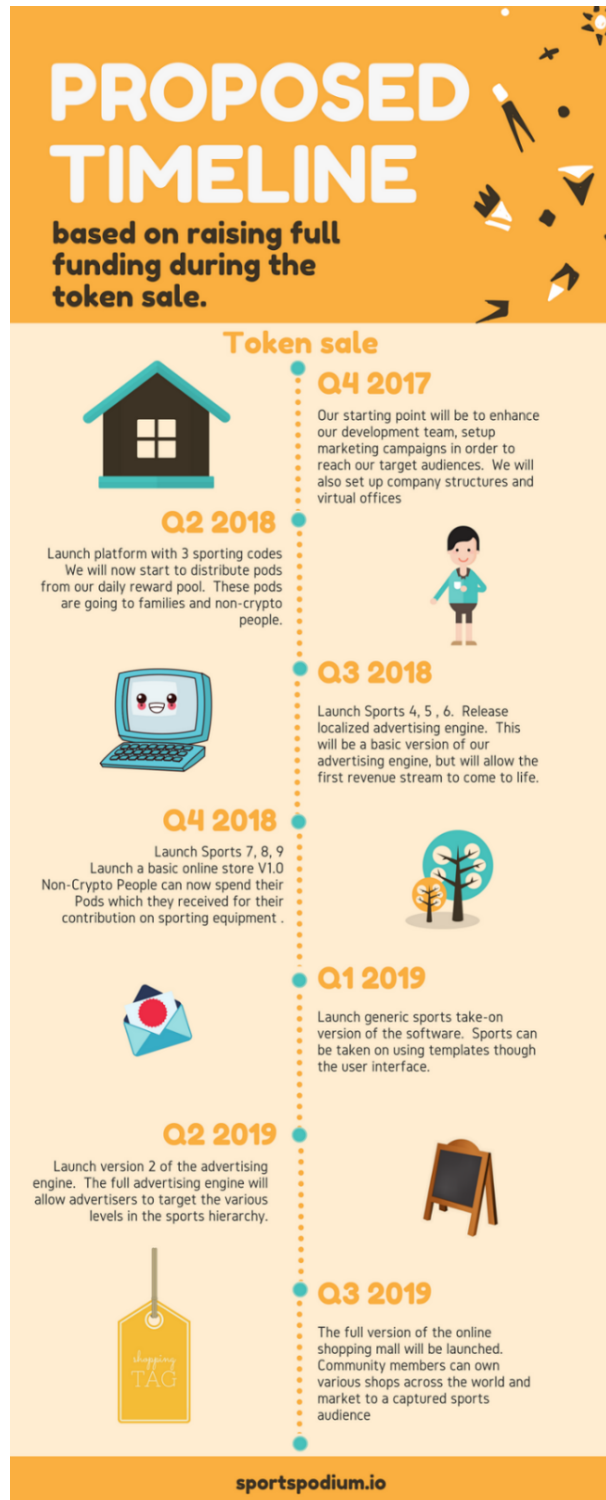 PROPOSED
TIMELINE
based on raising full
funding during the
token sale.
Token sale
Q4 2017
Our starting point will be to enhance
our development team, setup
marketing campaigns in order to
reach our target audiences. We will
also set up company structures and
virtual offices
Q2 2018
Launch platform with 3 sporting codes
We will now start to distribute pods
from our daily reward pool. These pods
are going to families and non-crypto
people.
Q3 2018
Launch Sports 4, 5 , 6. Release
localized advertising engine. This
will be a basic version of our
advertising engine, but will allow the
first revenue stream to come to life.
Q4 2018
Launch Sports 7, 8, 9
Launch a basic online store V1.0
Non-Crypto People can now spend their
Pods which they received for their
contribution on sporting equipment .
Q1 2019
Launch generic sports take-on
version of the software. Sports can
be taken on using templates though
the user interface.
Q2 2019
Launch version 2 of the advertising
engine. The full advertising engine will
allow advertisers to target the various
levels in the sports hierarchy.
Q3 2019
The full version of the online
shopping mall will be launched.
Community members can own
various shops across the world and
market to a captured sports
audience
shopping
TAG
sportspodium.io